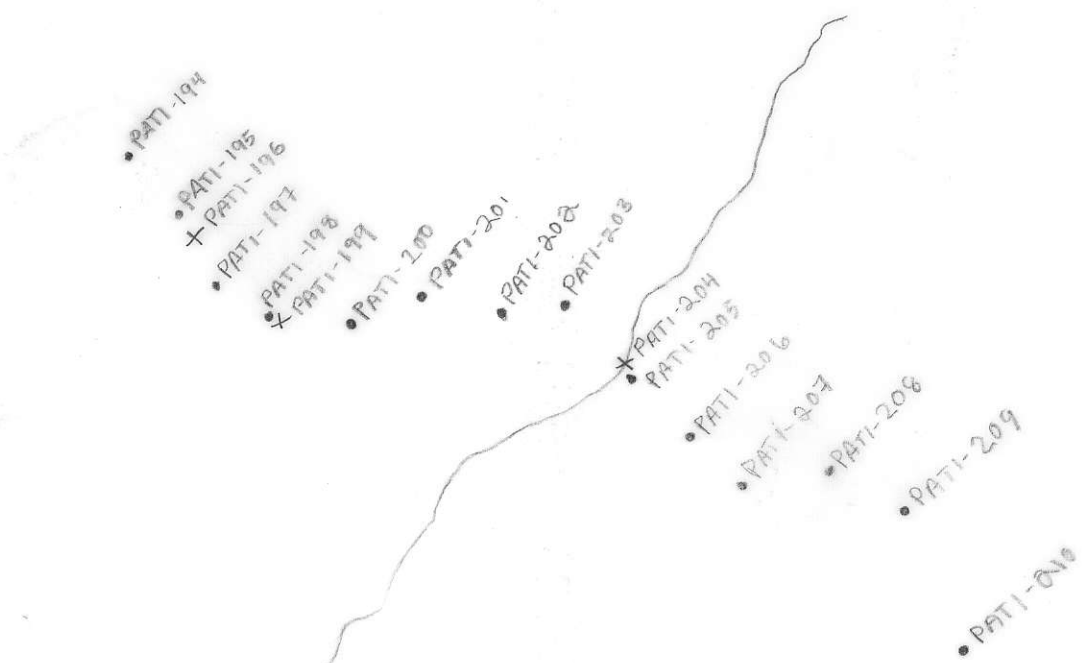 PATI-194
PATI-195
PATI-196
PATI-197
PATI-198
PATI-199
PATI-200
PATI-201
PATI-202
PATI-203
PATI-204
PATI-205
PATI-206
PATI-207
PATI-208
PATI-209
PATI-210